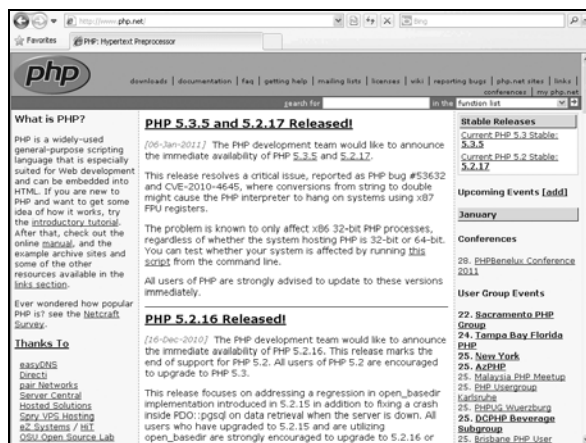 http://www.php.net/
Bing
Favorites
PHP: Hypertext Preprocessor
php
downloads | documentation | faq | getting help | mailing lists | licenses | wiki | reporting bugs | php.net sites | links |
conferences | my php.net
search for
in the
function list
What is PHP?
PHP is a widely-used
general-purpose scripting
language that is especially
suited for Web development
and can be embedded into
HTML. If you are new to
PHP and want to get some
idea of how it works, try
the introductory tutorial.
After that, check out the
online manual, and the
example archive sites and
some of the other
resources available in the
links section.
Ever wondered how popular
PHP is? see the Netcraft
Survey.
Thanks To
easyDNS
Directi
pair Networks
Server Central
Hosted Solutions
Spry VPS Hosting
eZ Systems / HiT
OSU Open Source Lab
PHP 5.3.5 and 5.2.17 Released!
[06-Jan-2011] The PHP development team would like to announce
the immediate availability of PHP 5.3.5 and 5.2.17.
This release resolves a critical issue, reported as PHP bug #53632
and CVE-2010-4645, where conversions from string to double
might cause the PHP interpreter to hang on systems using x87
FPU registers.
The problem is known to only affect x86 32-bit PHP processes,
regardless of whether the system hosting PHP is 32-bit or 64-bit.
You can test whether your system is affected by running this
script from the command line.
All users of PHP are strongly advised to update to these versions
immediately.
PHP 5.2.16 Released!
[16-Dec-2010] The PHP development team would like to announce
the immediate availability of PHP 5.2.16. This release marks the
end of support for PHP 5.2. All users of PHP 5.2 are encouraged
to upgrade to PHP 5.3.
This release focuses on addressing a regression in open_basedir
implementation introduced in 5.2.15 in addition to fixing a crash
inside PDO::pgsql on data retrieval when the server is down. All
users who have upgraded to 5.2.15 and are utilizing
open_basedir are strongly encouraged to upgrade to 5.2.16 or
Stable Releases
Current PHP 5.3 Stable:
5.3.5
Current PHP 5.2 Stable:
5.2.17
Upcoming Events [add]
January
Conferences
28. PHPBenelux Conference
2011
User Group Events
22. Sacramento PHP
Group
24. Tampa Bay Florida
PHP
25. New York
25. AzPHP
25. Malaysia PHP Meetup
25. PHP Usergroup
Karlsruhe
25. PHPUG Wuerzburg
25. DCPHP Beverage
Subgroup
25. Brisbane PHP User